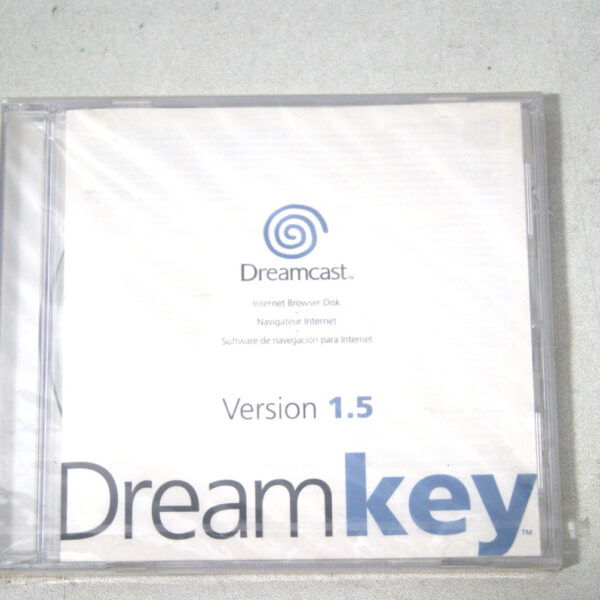 Dreamcast™
Internet Browser Disk
-
Navigateur Internet
-
Software de navegación para Internet
Version 1.5
Dreamkey™